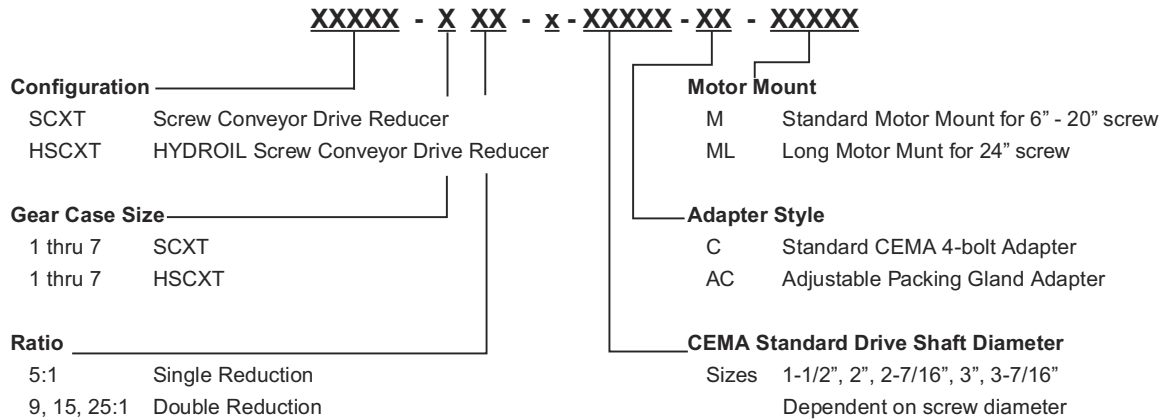 XXXXX - X XX - x - XXXXX - XX - XXXXX
Configuration
SCXT Screw Conveyor Drive Reducer
HSCXT HYDROIL Screw Conveyor Drive Reducer
Gear Case Size
1 thru 7 SCXT
1 thru 7 HSCXT
Ratio
5:1 Single Reduction
9, 15, 25:1 Double Reduction
Motor Mount
M Standard Motor Mount for 6” - 20” screw
ML Long Motor Munt for 24” screw
Adapter Style
C Standard CEMA 4-bolt Adapter
AC Adjustable Packing Gland Adapter
CEMA Standard Drive Shaft Diameter
Sizes 1-1/2”, 2”, 2-7/16”, 3”, 3-7/16”
Dependent on screw diameter